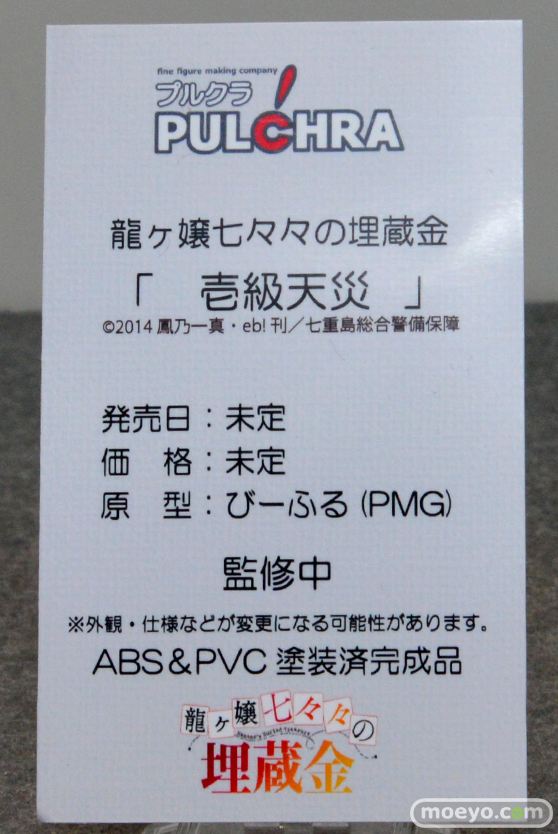 fine figure making company
プルクラ
PULCHRA
龍ヶ嬢七々々の埋蔵金
「 壱級天災 」
©2014 鳳乃一真・eb!刊／七重島総合警備保障
発売日：未定
価 格：未定
原 型：びーふる(PMG)
監修中
※外観・仕様などが変更になる可能性があります。
ABS&PVC 塗装済完成品
龍ヶ嬢七々々の
Nanana's Buried Treasure
埋蔵金
moeyo.com